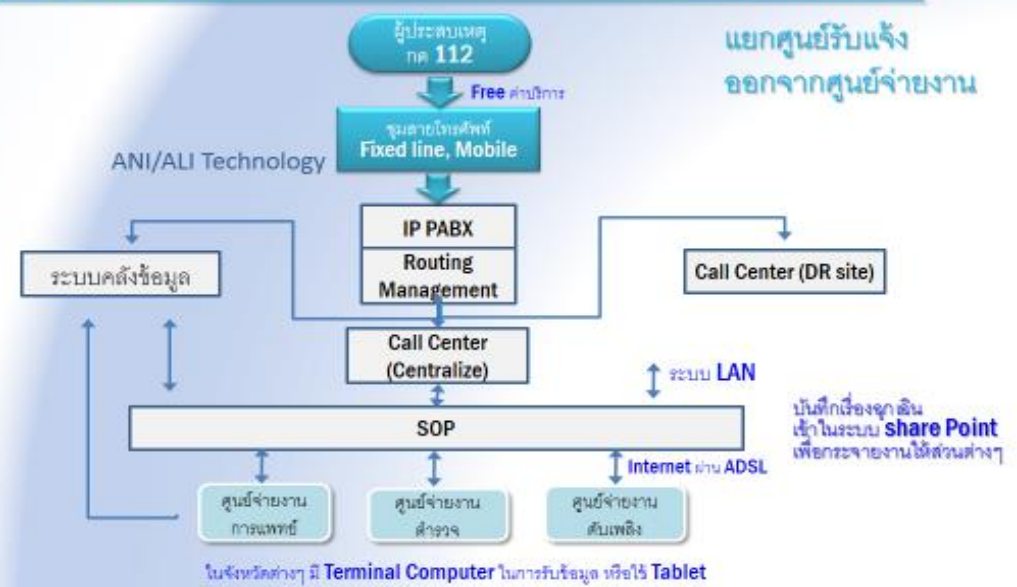 ผู้ประสบเหตุ
กด 112
แยกศูนย์รับแจ้ง
ออกจากศูนย์จ่ายงาน
Free ค่าบริการ
ชุมสายโทรศัพท์
Fixed line, Mobile
ANI/ALI Technology
IP PABX
Routing
Management
ระบบคลังข้อมูล
Call Center (DR site)
Call Center
(Centralize)
ระบบ LAN
บันทึกเรื่องฉุกเฉิน
เข้าในระบบ share Point
เพื่อกระจายงานให้ส่วนต่างๆ
SOP
Internet ผ่าน ADSL
ศูนย์จ่ายงาน
การแพทย์
ศูนย์จ่ายงาน
ตำรวจ
ศูนย์จ่ายงาน
ดับเพลิง
ในจังหวัดต่างๆ มี Terminal Computer ในการรับข้อมูล หรือใช้ Tablet